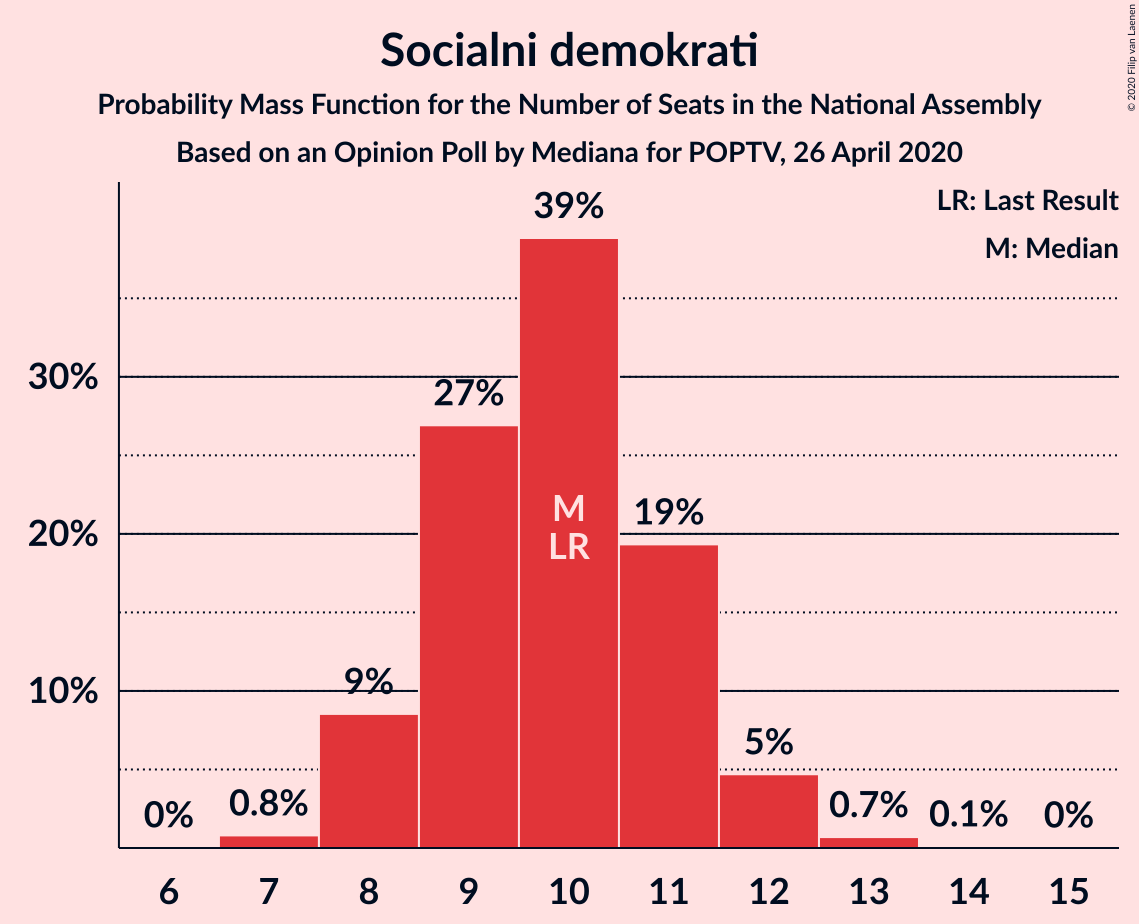 Socialni demokrati
Probability Mass Function for the Number of Seats in the National Assembly
Based on an Opinion Poll by Mediana for POPTV, 26 April 2020
© 2020 Filip van Laenen
LR: Last Result
M: Median
39%
30%
27%
M
LR
19%
20%
9%
10%
5%
0%
0.8%
0.7%
0.1%
0%
6 7 8 9 10 11 12 13 14 15